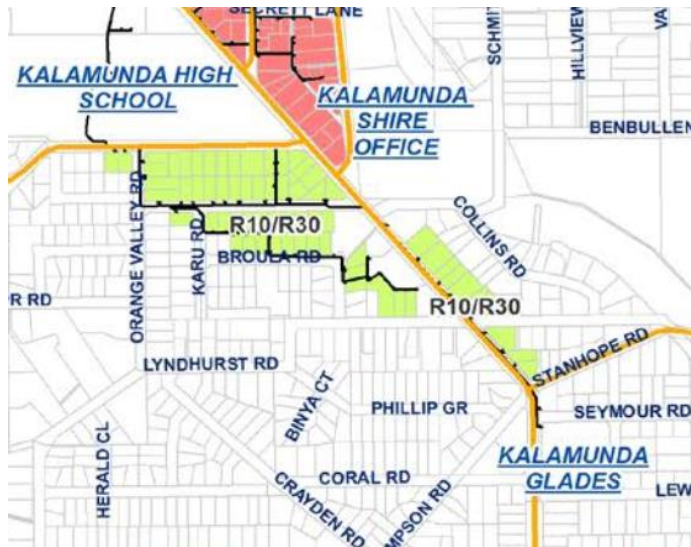 SECRETT LANE
KALAMUNDA HIGH
SCHOOL
KALAMUNDA
SHIRE
OFFICE
SCHMIT
HILLVIEW
VA
BENBULLEN
ORANGE VALLEY RD
KARU RD
R10/R30
BROULA RD
COLLINS RD
R10/R30
R RD
LYNDHURST RD
STANHOPE RD
BINYA CT
PHILLIP GR
SEYMOUR RD
KALAMUNDA
GLADES
HERALD CL
CORAL RD
CRAYDEN RD
MPSON RD
LEW